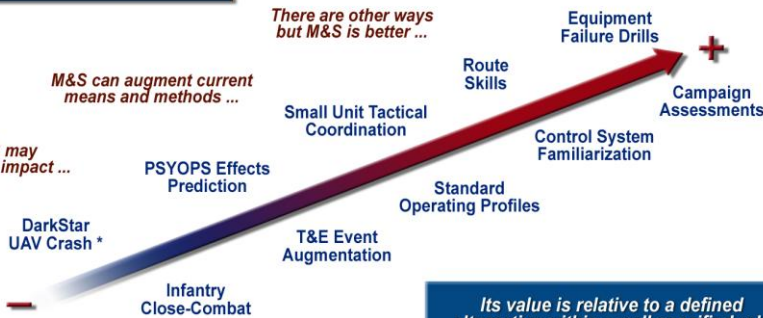 There are other ways
but M&S is better ...
Equipment
Failure Drills
+
M&S can augment current
means and methods ...
Route
Skills
Campaign
Assessments
Small Unit Tactical
Coordination
Control System
Familiarization
may
impact ...
PSYOPS Effects
Prediction
Standard
Operating Profiles
DarkStar
UAV Crash *
T&E Event
Augmentation
–
Infantry
Close-Combat
Its value is relative to a defined